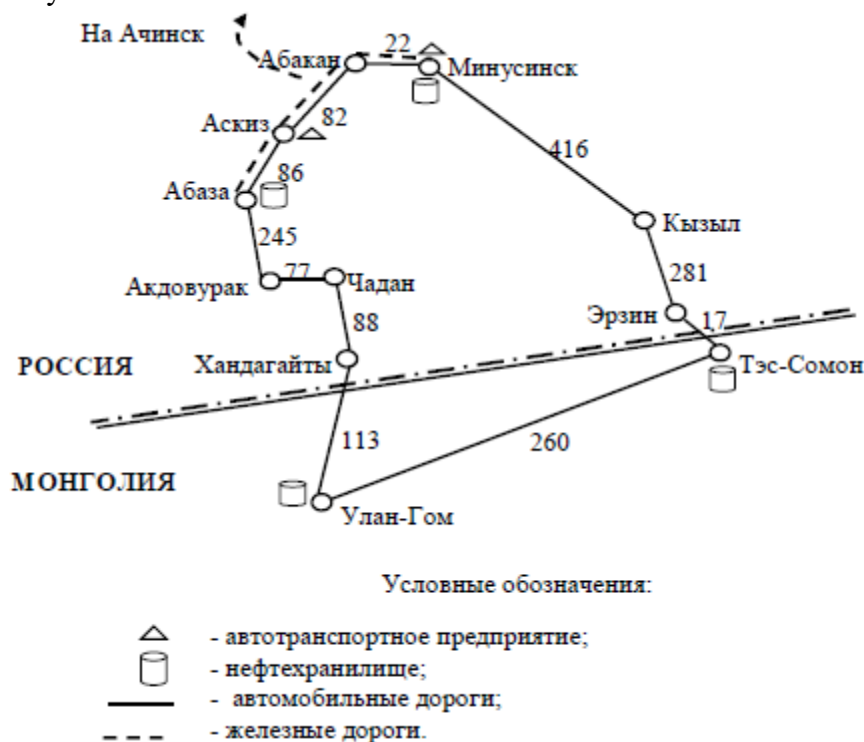 На Ачинск
Абакан
22
Минусинск
Аскиз
82
86
416
Абаза
Кызыл
245
281
77
Акдовурак
Чадан
Эрзин
17
88
РОССИЯ
Хандагайты
Тэс-Сомон
113
260
МОНГОЛИЯ
Улан-Гом
Условные обозначения:
- автотранспортное предприятие;
- нефтехранилище;
- автомобильные дороги;
- железные дороги.